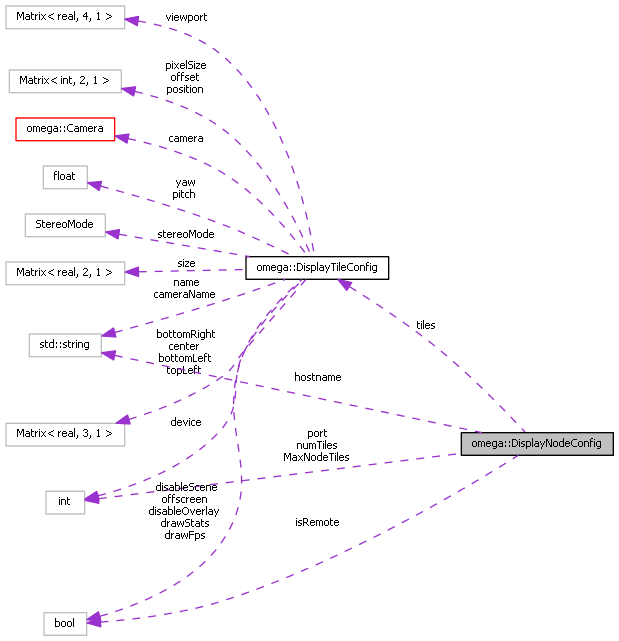 Matrix< real, 4, 1 >
viewport
pixelSize
offset
position
Matrix< int, 2, 1 >
omega::Camera
camera
float
yaw
pitch
StereoMode
stereoMode
omega::DisplayTileConfig
size
Matrix< real, 2, 1 >
name
cameraName
std::string
bottomRight
center
bottomLeft
topLeft
tiles
hostname
Matrix< real, 3, 1 >
device
port
numTiles
MaxNodeTiles
omega::DisplayNodeConfig
int
disableScene
offscreen
disableOverlay
drawStats
drawFps
isRemote
bool